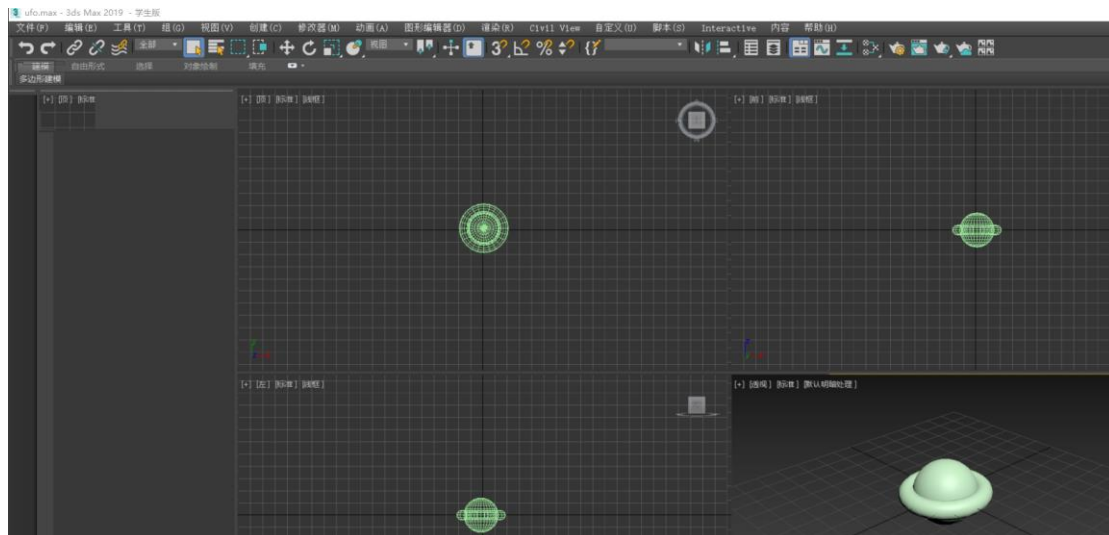 3 ufo.max - 3ds Max 2019 - 学生版
文件(F) 编辑(E) 工具(T) 组(G) 视图(V) 创建(C) 修改器(M) 动画(A) 图形编辑器(D) 渲染(R) Civil View 自定义(U) 脚本(S) Interactive 内容 帮助(H)
全部 视图
建模 自由形式 选择 对象绘制 填充
多边形建模
[+] [顶] [标准
[+] [顶] [标准] [线框]
[+] [前] [标准] [线框]
[+] [左] [标准] [线框]
[+] [透视] [标准] [默认明暗处理]